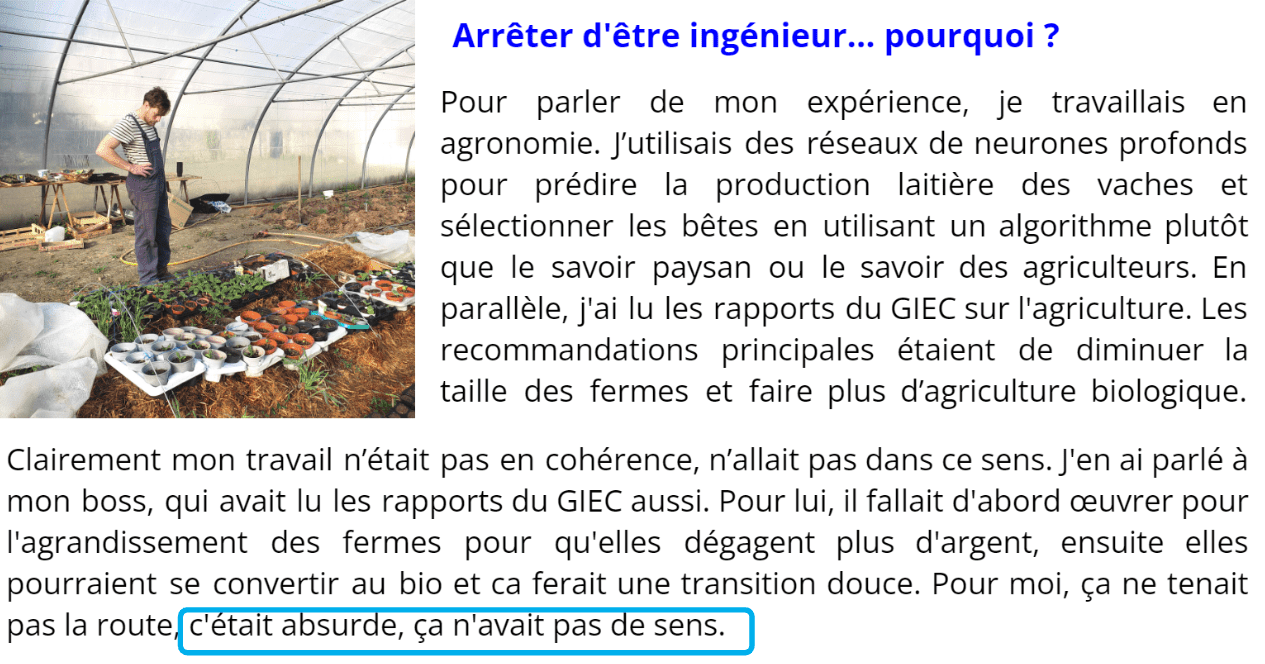 Arrêter d'être ingénieur... pourquoi ?
Pour parler de mon expérience, je travaillais en
agronomie. J’utilisais des réseaux de neurones profonds
pour prédire la production laitière des vaches et
sélectionner les bêtes en utilisant un algorithme plutôt
que le savoir paysan ou le savoir des agriculteurs. En
parallèle, j'ai lu les rapports du GIEC sur l'agriculture. Les
recommandations principales étaient de diminuer la
taille des fermes et faire plus d’agriculture biologique.
Clairement mon travail n’était pas en cohérence, n’allait pas dans ce sens. J'en ai parlé à
mon boss, qui avait lu les rapports du GIEC aussi. Pour lui, il fallait d'abord œuvrer pour
l'agrandissement des fermes pour qu'elles dégagent plus d'argent, ensuite elles
pourraient se convertir au bio et ca ferait une transition douce. Pour moi, ça ne tenait
pas la route, c'était absurde, ça n'avait pas de sens.